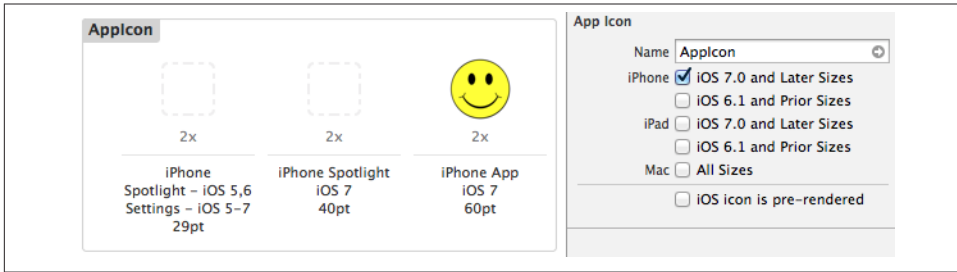 AppIcon
2x
2x
2x
iPhone
Spotlight – iOS 5,6
Settings – iOS 5–7
29pt
iPhone Spotlight
iOS 7
40pt
iPhone App
iOS 7
60pt
App Icon
Name AppIcon
iPhone iOS 7.0 and Later Sizes
iOS 6.1 and Prior Sizes
iPad iOS 7.0 and Later Sizes
iOS 6.1 and Prior Sizes
Mac All Sizes
iOS icon is pre-rendered